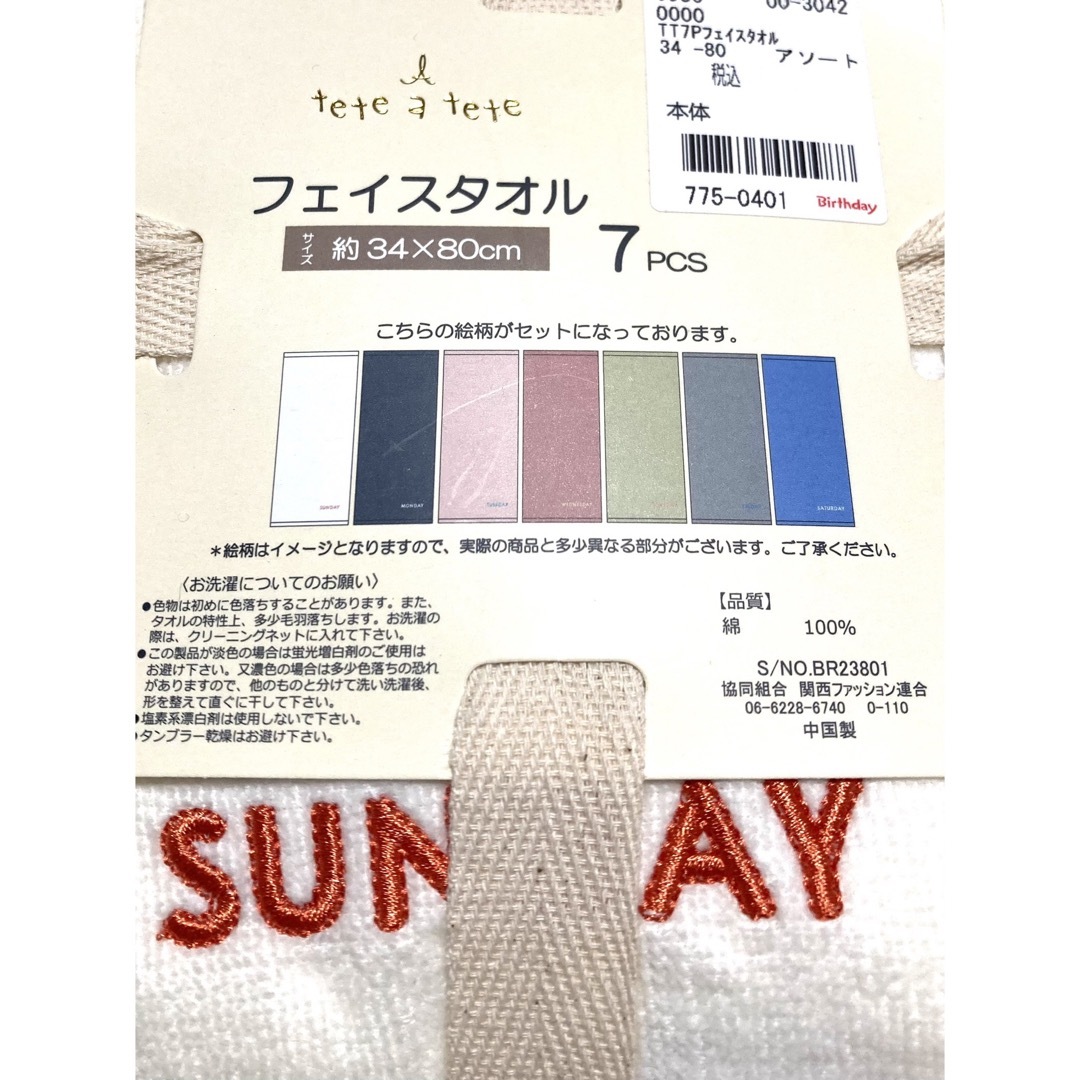 00-3042
0000
TT7Pフェイスタオル
34 -80 アソート
税込
本体
775-0401 Birthday
tete a tete
フェイスタオル
サイズ 約34×80cm 7 PCS
こちらの絵柄がセットになっております。
SUNDAY MONDAY TUESDAY WEDNESDAY SATURDAY
*絵柄はイメージとなりますので、実際の商品と多少異なる部分がございます。ご了承ください。
〈お洗濯についてのお願い〉
●色物は初めに色落ちすることがあります。また、
タオルの特性上、多少毛羽落ちします。お洗濯の
際は、クリーニングネットに入れて下さい。
●この製品が淡色の場合は蛍光増白剤のご使用は
お避け下さい。又濃色の場合は多少色落ちの恐れ
がありますので、他のものと分けて洗い洗濯後、
形を整えて直ぐに干して下さい。
●塩素系漂白剤は使用しないで下さい。
●タンブラー乾燥はお避け下さい。
【品質】
綿 100%
S/NO.BR23801
協同組合 関西ファッション連合
06-6228-6740 0-110
中国製
SUN AY